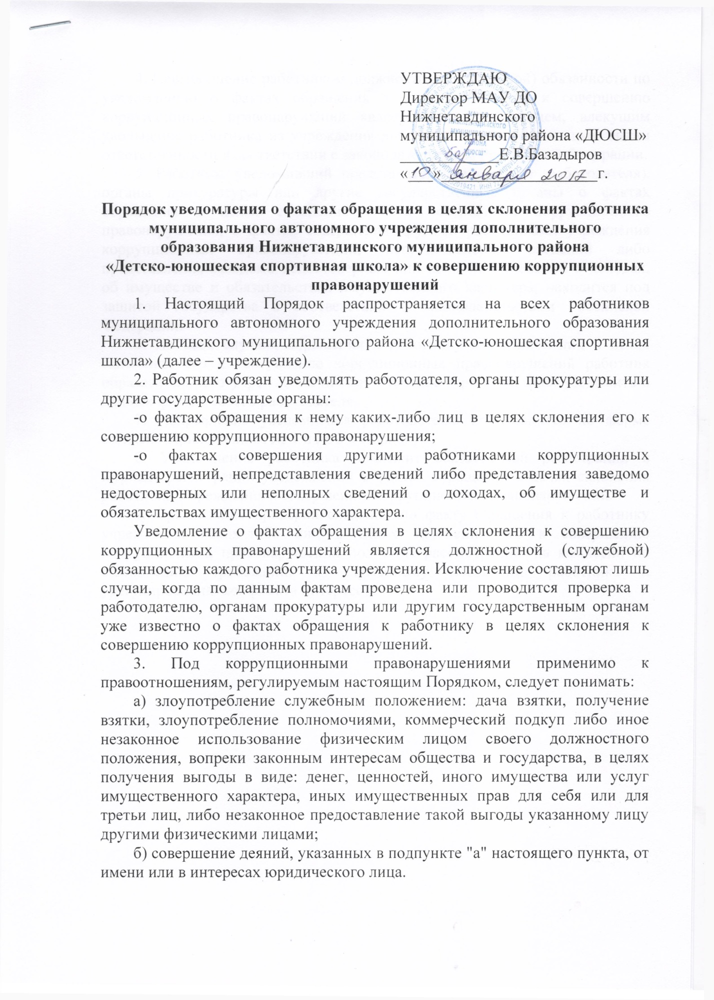 УТВЕРЖДАЮ
Директор МАУ ДО
Нижнетавдинского
муниципального района «ДЮСШ»
____________Е.В.Базадыров
«10» января 2017 г.
Порядок уведомления о фактах обращения в целях склонения работника
муниципального автономного учреждения дополнительного
образования Нижнетавдинского муниципального района
«Детско-юношеская спортивная школа» к совершению коррупционных
правонарушений
1. Настоящий Порядок распространяется на всех работников
муниципального автономного учреждения дополнительного образования
Нижнетавдинского муниципального района «Детско-юношеская спортивная
школа» (далее – учреждение).
2. Работник обязан уведомлять работодателя, органы прокуратуры или
другие государственные органы:
-о фактах обращения к нему каких-либо лиц в целях склонения его к
совершению коррупционного правонарушения;
-о фактах совершения другими работниками коррупционных
правонарушений, непредставления сведений либо представления заведомо
недостоверных или неполных сведений о доходах, об имуществе и
обязательствах имущественного характера.
Уведомление о фактах обращения в целях склонения к совершению
коррупционных правонарушений является должностной (служебной)
обязанностью каждого работника учреждения. Исключение составляют лишь
случаи, когда по данным фактам проведена или проводится проверка и
работодателю, органам прокуратуры или другим государственным органам
уже известно о фактах обращения к работнику в целях склонения к
совершению коррупционных правонарушений.
3. Под коррупционными правонарушениями применимо к
правоотношениям, регулируемым настоящим Порядком, следует понимать:
а) злоупотребление служебным положением: дача взятки, получение
взятки, злоупотребление полномочиями, коммерческий подкуп либо иное
незаконное использование физическим лицом своего должностного
положения, вопреки законным интересам общества и государства, в целях
получения выгоды в виде: денег, ценностей, иного имущества или услуг
имущественного характера, иных имущественных прав для себя или для
третьи лиц, либо незаконное предоставление такой выгоды указанному лицу
другими физическими лицами;
б) совершение деяний, указанных в подпункте "а" настоящего пункта, от
имени или в интересах юридического лица.